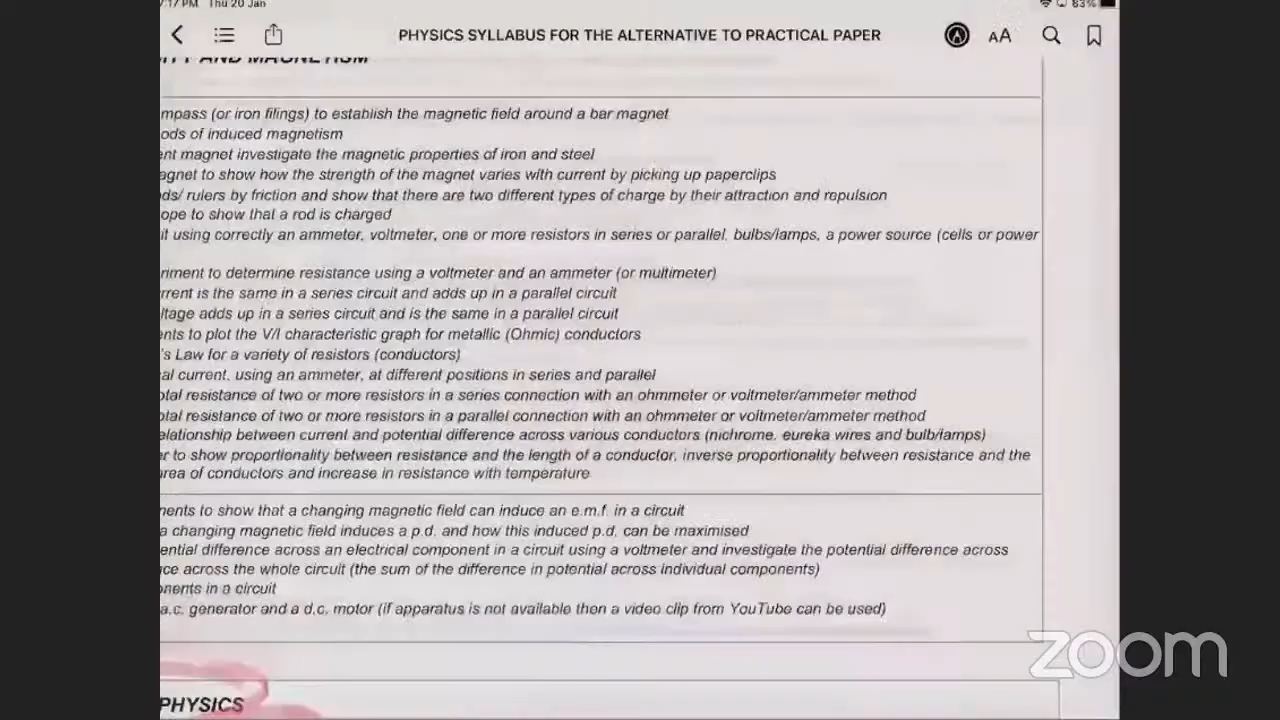 :17 PM Thu 20 Jan
83%
PHYSICS SYLLABUS FOR THE ALTERNATIVE TO PRACTICAL PAPER
AA
AND MAGNETISM
mpass (or iron filings) to establish the magnetic field around a bar magnet
ods of induced magnetism
ent magnet investigate the magnetic properties of iron and steel
agnet to show how the strength of the magnet varies with current by picking up paperclips
ds/ rulers by friction and show that there are two different types of charge by their attraction and repulsion
ope to show that a rod is charged
it using correctly an ammeter, voltmeter, one or more resistors in series or parallel, bulbs/lamps, a power source (cells or power
riment to determine resistance using a voltmeter and an ammeter (or multimeter)
rrent is the same in a series circuit and adds up in a parallel circuit
ltage adds up in a series circuit and is the same in a parallel circuit
ents to plot the V/I characteristic graph for metallic (Ohmic) conductors
's Law for a variety of resistors (conductors)
al current, using an ammeter, at different positions in series and parallel
otal resistance of two or more resistors in a series connection with an ohmmeter or voltmeter/ammeter method
otal resistance of two or more resistors in a parallel connection with an ohmmeter or voltmeter/ammeter method
elationship between current and potential difference across various conductors (nichrome, eureka wires and bulb/lamps)
er to show proportionality between resistance and the length of a conductor, inverse proportionality between resistance and the
rea of conductors and increase in resistance with temperature
ments to show that a changing magnetic field can induce an e.m.f. in a circuit
a changing magnetic field induces a p.d. and how this induced p.d. can be maximised
ential difference across an electrical component in a circuit using a voltmeter and investigate the potential difference across
ce across the whole circuit (the sum of the difference in potential across individual components)
onents in a circuit
a.c. generator and a d.c. motor (if apparatus is not available then a video clip from YouTube can be used)
zoom
PHYSICS